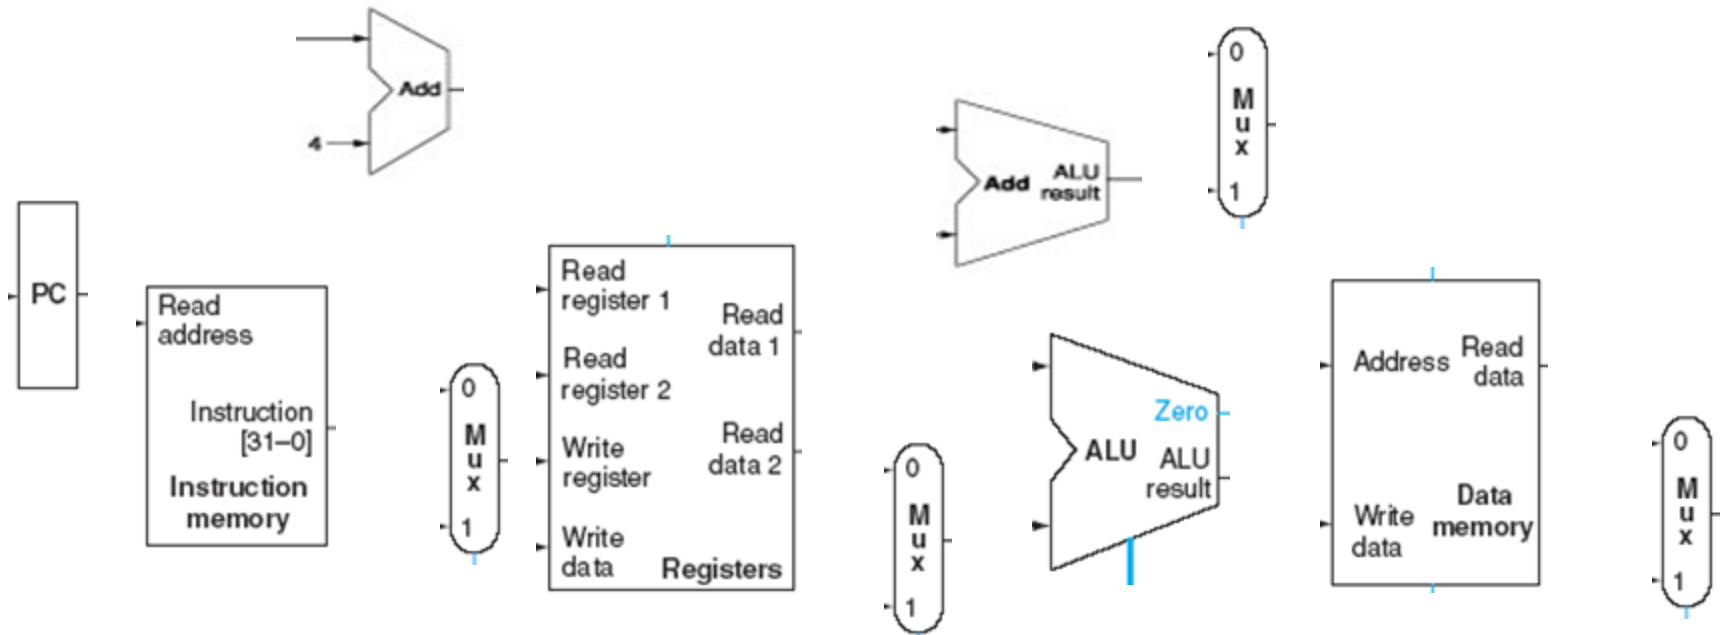 Add
4
PC
Read
address
Instruction
[31–0]
Instruction
memory
0
M
u
x
1
Read
register 1
Read
register 2
Write
register
Write
data
Read
data 1
Read
data 2
Registers
Add
ALU
result
0
M
u
x
1
0
M
u
x
1
Zero
ALU
ALU
result
Address
Read
data
Write
data
Data
memory
0
M
u
x
1